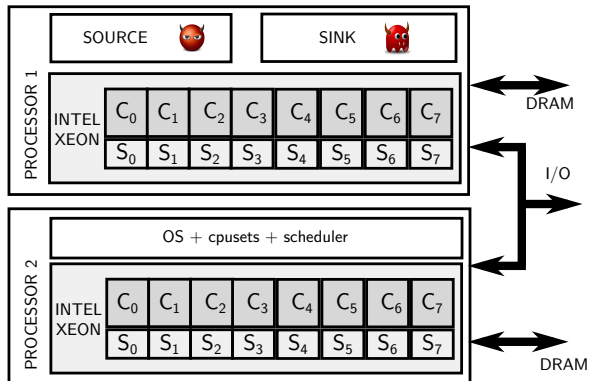 SOURCE SINK
PROCESSOR 1
INTEL XEON
C₀ C₁ C₂ C₃ C₄ C₅ C₆ C₇
S₀ S₁ S₂ S₃ S₄ S₅ S₆ S₇
DRAM
I/O
PROCESSOR 2
OS + cpusets + scheduler
INTEL XEON
C₀ C₁ C₂ C₃ C₄ C₅ C₆ C₇
S₀ S₁ S₂ S₃ S₄ S₅ S₆ S₇
DRAM